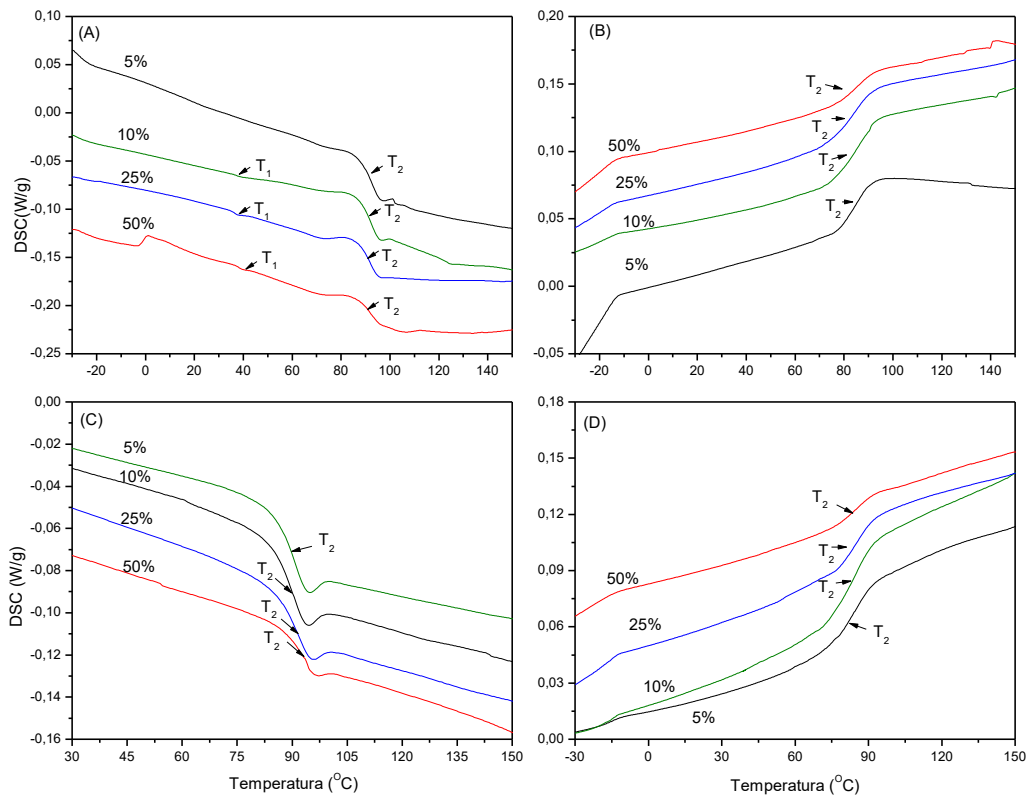 (A)
0,10
0,05
0,00
-0,05
-0,10
-0,15
-0,20
-0,25
DSC(W/g)
5%
10%
25%
50%
T1
T1
T1
T2
T2
T2
T2
-20 0 20 40 60 80 100 120 140
(B)
0,20
0,15
0,10
0,05
0,00
-0,05
50%
25%
10%
5%
T2
T2
T2
T2
-20 0 20 40 60 80 100 120 140
(C)
0,00
-0,02
-0,04
-0,06
-0,08
-0,10
-0,12
-0,14
-0,16
DSC (W/g)
5%
10%
25%
50%
T2
T2
T2
T2
30 45 60 75 90 105 120 135 150
Temperatura (OC)
(D)
0,18
0,15
0,12
0,09
0,06
0,03
0,00
50%
25%
10%
5%
T2
T2
T2
T2
-30 0 30 60 90 120 150
Temperatura (OC)